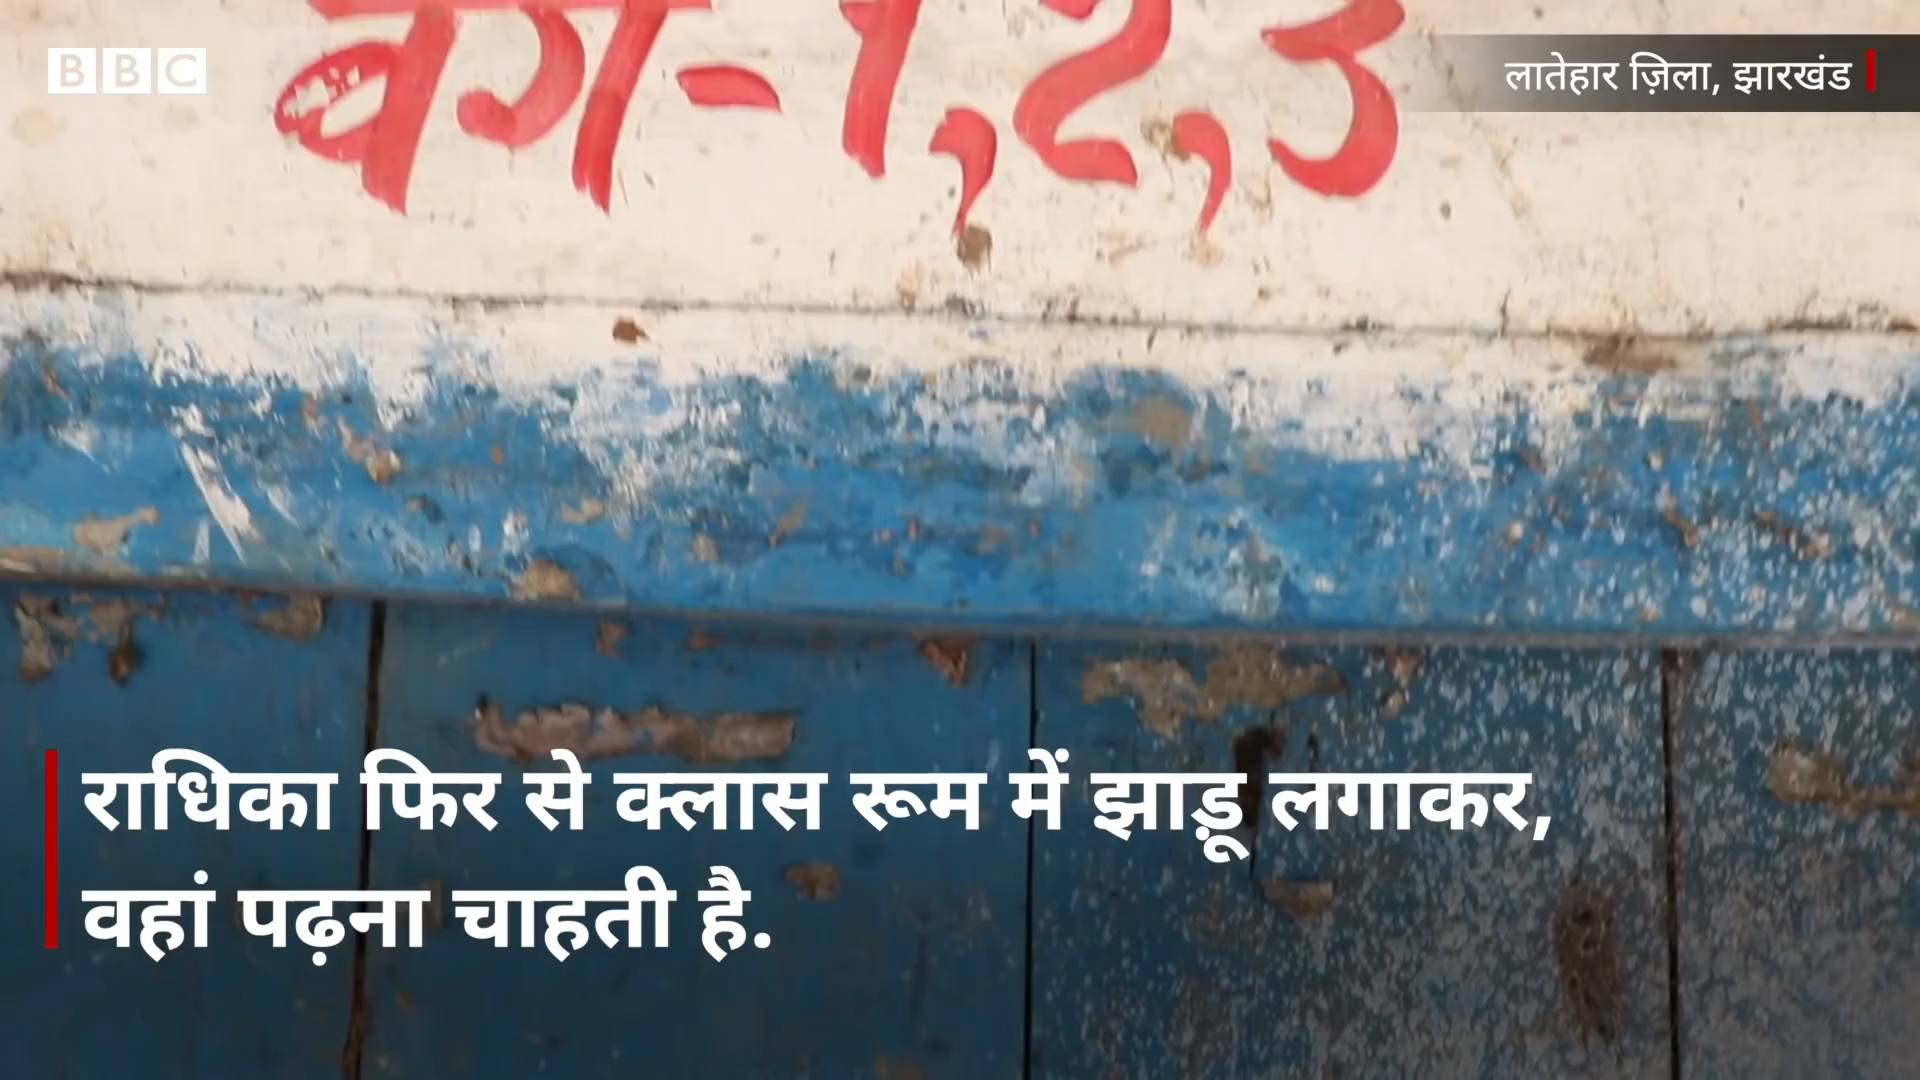 BBC
लातेहार ज़िला, झारखंड
वर्ग-1,2,3
राधिका फिर से क्लास रूम में झाड़ू लगाकर,
वहां पढ़ना चाहती है.